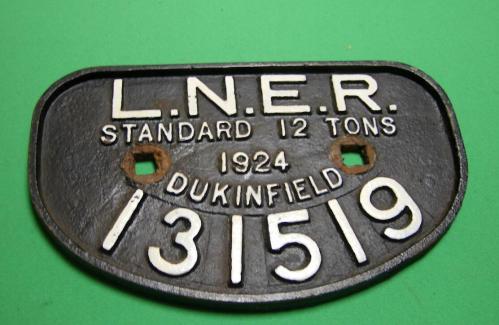 L.N.E.R.
STANDARD 12 TONS
1924
DUKINFIELD
131519